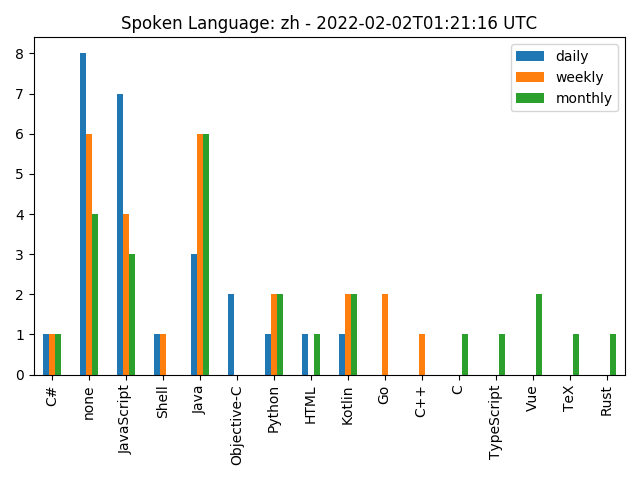 Spoken Language: zh - 2022-02-02T01:21:16 UTC
daily
weekly
monthly
8
7
6
5
4
3
2
1
0
C#
none
JavaScript
Shell
Java
Objective-C
Python
HTML
Kotlin
Go
C++
C
TypeScript
Vue
TeX
Rust